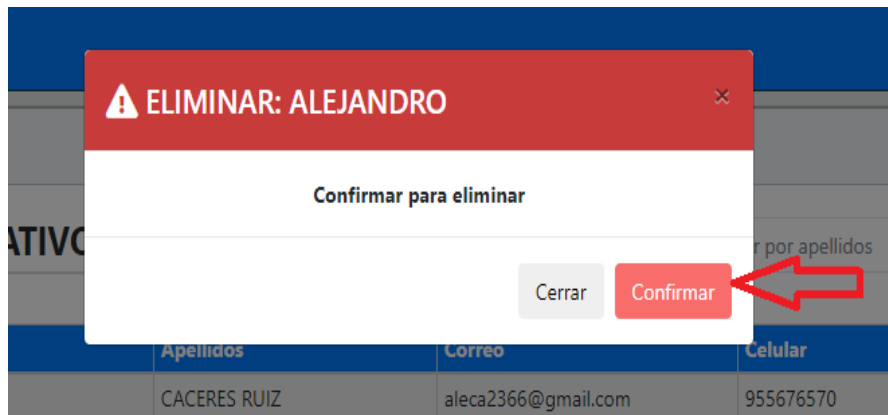 ELIMINAR: ALEJANDRO ×
Confirmar para eliminar
ATIVO
r por apellidos
Cerrar Confirmar
Apellidos Correo Celular
CACERES RUIZ aleca2366@gmail.com 955676570